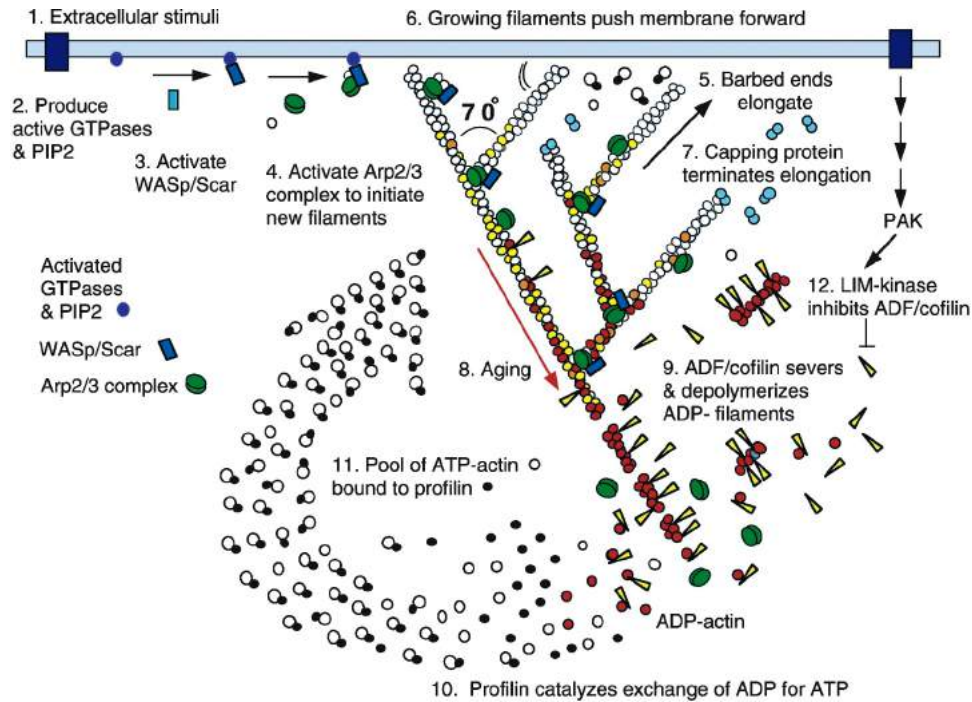 1. Extracellular stimuli
6. Growing filaments push membrane forward
2. Produce
active GTPases
& PIP2
3. Activate
WASp/Scar
4. Activate Arp2/3
complex to initiate
new filaments
70°
5. Barbed ends
elongate
7. Capping protein
terminates elongation
PAK
12. LIM-kinase
inhibits ADF/cofilin
Activated
GTPases
& PIP2
WASp/Scar
Arp2/3 complex
8. Aging
9. ADF/cofilin severs
& depolymerizes
ADP- filaments
11. Pool of ATP-actin
bound to profilin
ADP-actin
10. Profilin catalyzes exchange of ADP for ATP